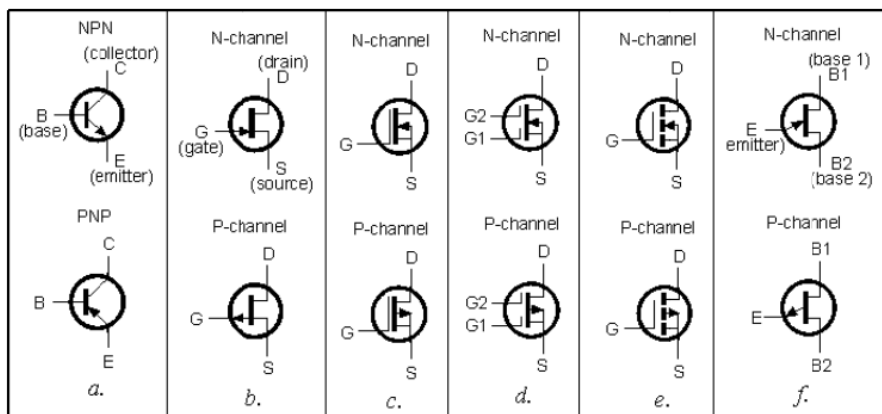 NPN
(collector)
C
B
(base)
E
(emitter)
PNP
C
B
E
a.
N-channel
(drain)
D
G
(gate)
S
(source)
P-channel
D
G
S
b.
N-channel
D
G
S
P-channel
D
G
S
c.
N-channel
D
G2
G1
S
P-channel
D
G2
G1
S
d.
N-channel
D
G
S
P-channel
D
G
S
e.
N-channel
(base 1)
B1
E
emitter)
B2
(base 2)
P-channel
B1
E
B2
f.